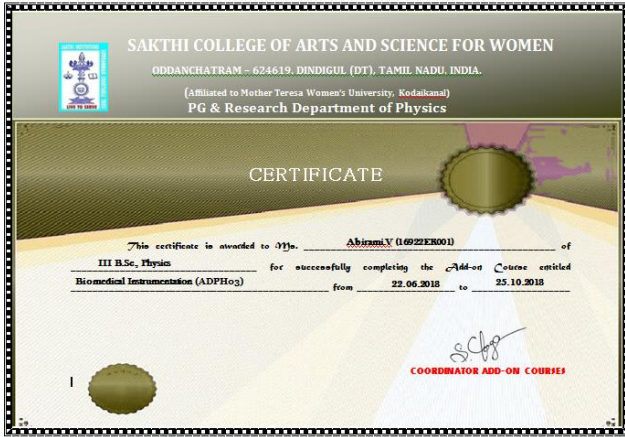 SAKTHI COLLEGE OF ARTS AND SCIENCE FOR WOMEN
ODDANCHATRAM – 624619. DINDIGUL (DT), TAMIL NADU. INDIA.
(Affiliated to Mother Teresa Women's University, Kodaikanal)
PG & Research Department of Physics
LIVE TO SERVE
CERTIFICATE
This certificate is awarded to Ms. Abirami.V (16922ER001) of
III B.Sc., Physics for successfully completing the Add-on Course entitled
Biomedical Instrumentation (ADPH03) from 22.06.2018 to 25.10.2018
COORDINATOR ADD-ON COURSES